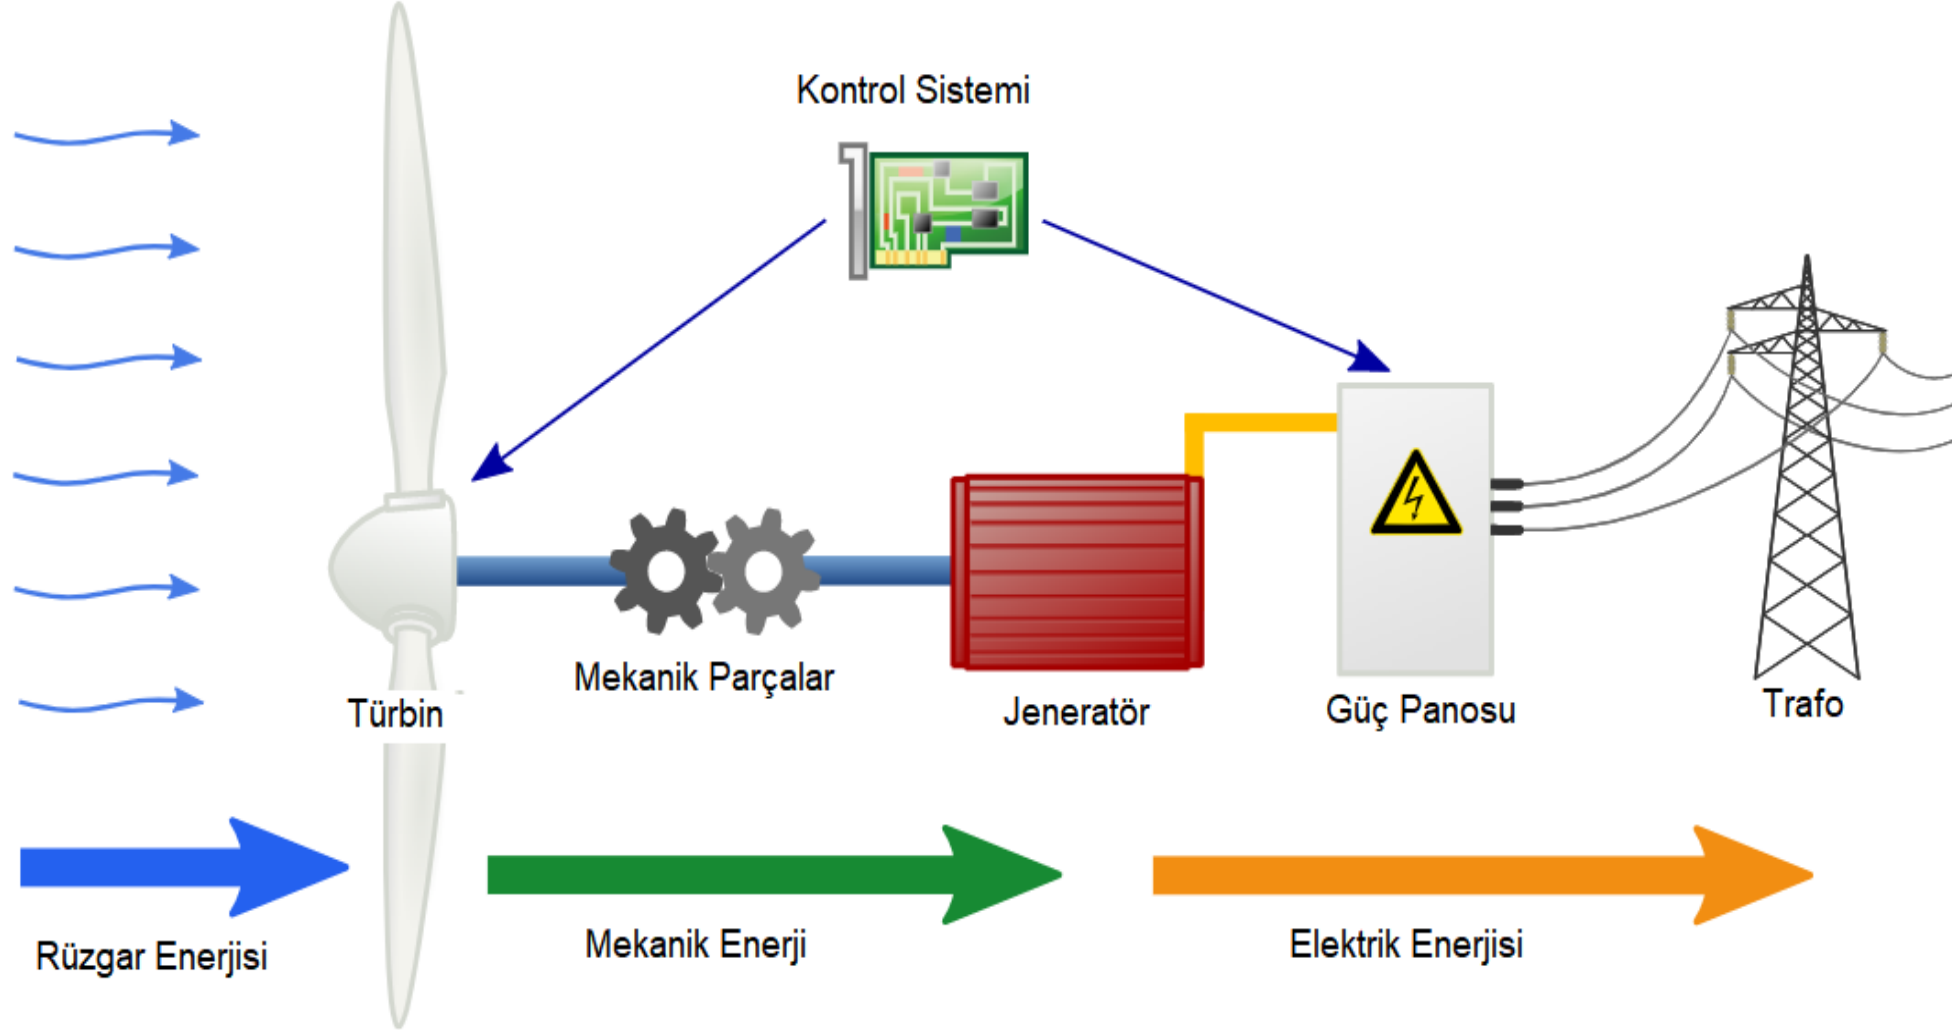 Kontrol Sistemi
Mekanik Parçalar
Türbin
Jeneratör
Güç Panosu
Trafo
Rüzgar Enerjisi
Mekanik Enerji
Elektrik Enerjisi